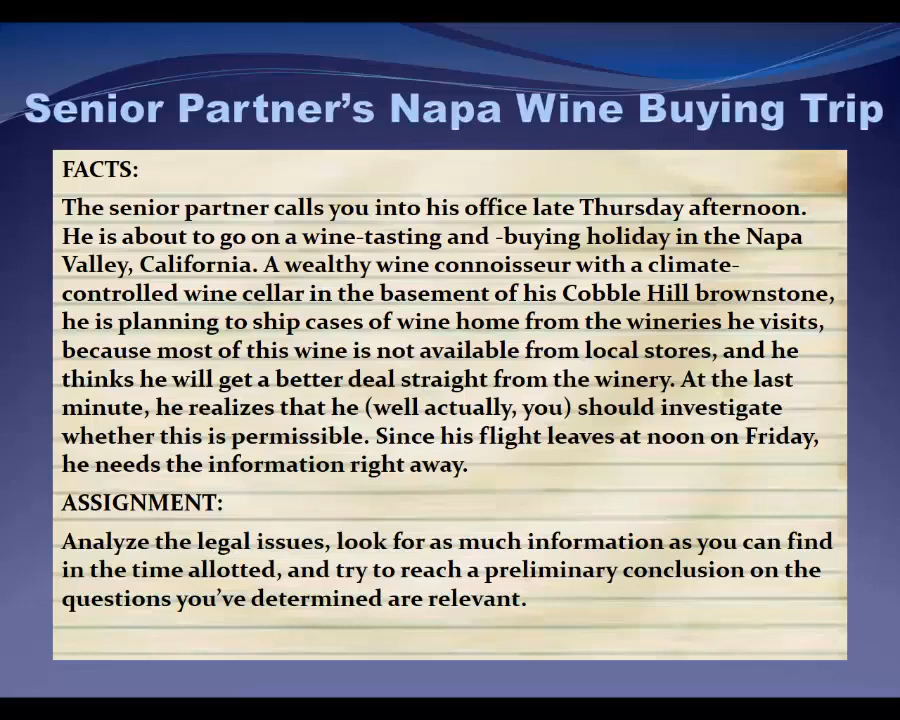 Senior Partner’s Napa Wine Buying Trip
FACTS:
The senior partner calls you into his office late Thursday afternoon.
He is about to go on a wine-tasting and -buying holiday in the Napa
Valley, California. A wealthy wine connoisseur with a climate-
controlled wine cellar in the basement of his Cobble Hill brownstone,
he is planning to ship cases of wine home from the wineries he visits,
because most of this wine is not available from local stores, and he
thinks he will get a better deal straight from the winery. At the last
minute, he realizes that he (well actually, you) should investigate
whether this is permissible. Since his flight leaves at noon on Friday,
he needs the information right away.
ASSIGNMENT:
Analyze the legal issues, look for as much information as you can find
in the time allotted, and try to reach a preliminary conclusion on the
questions you’ve determined are relevant.